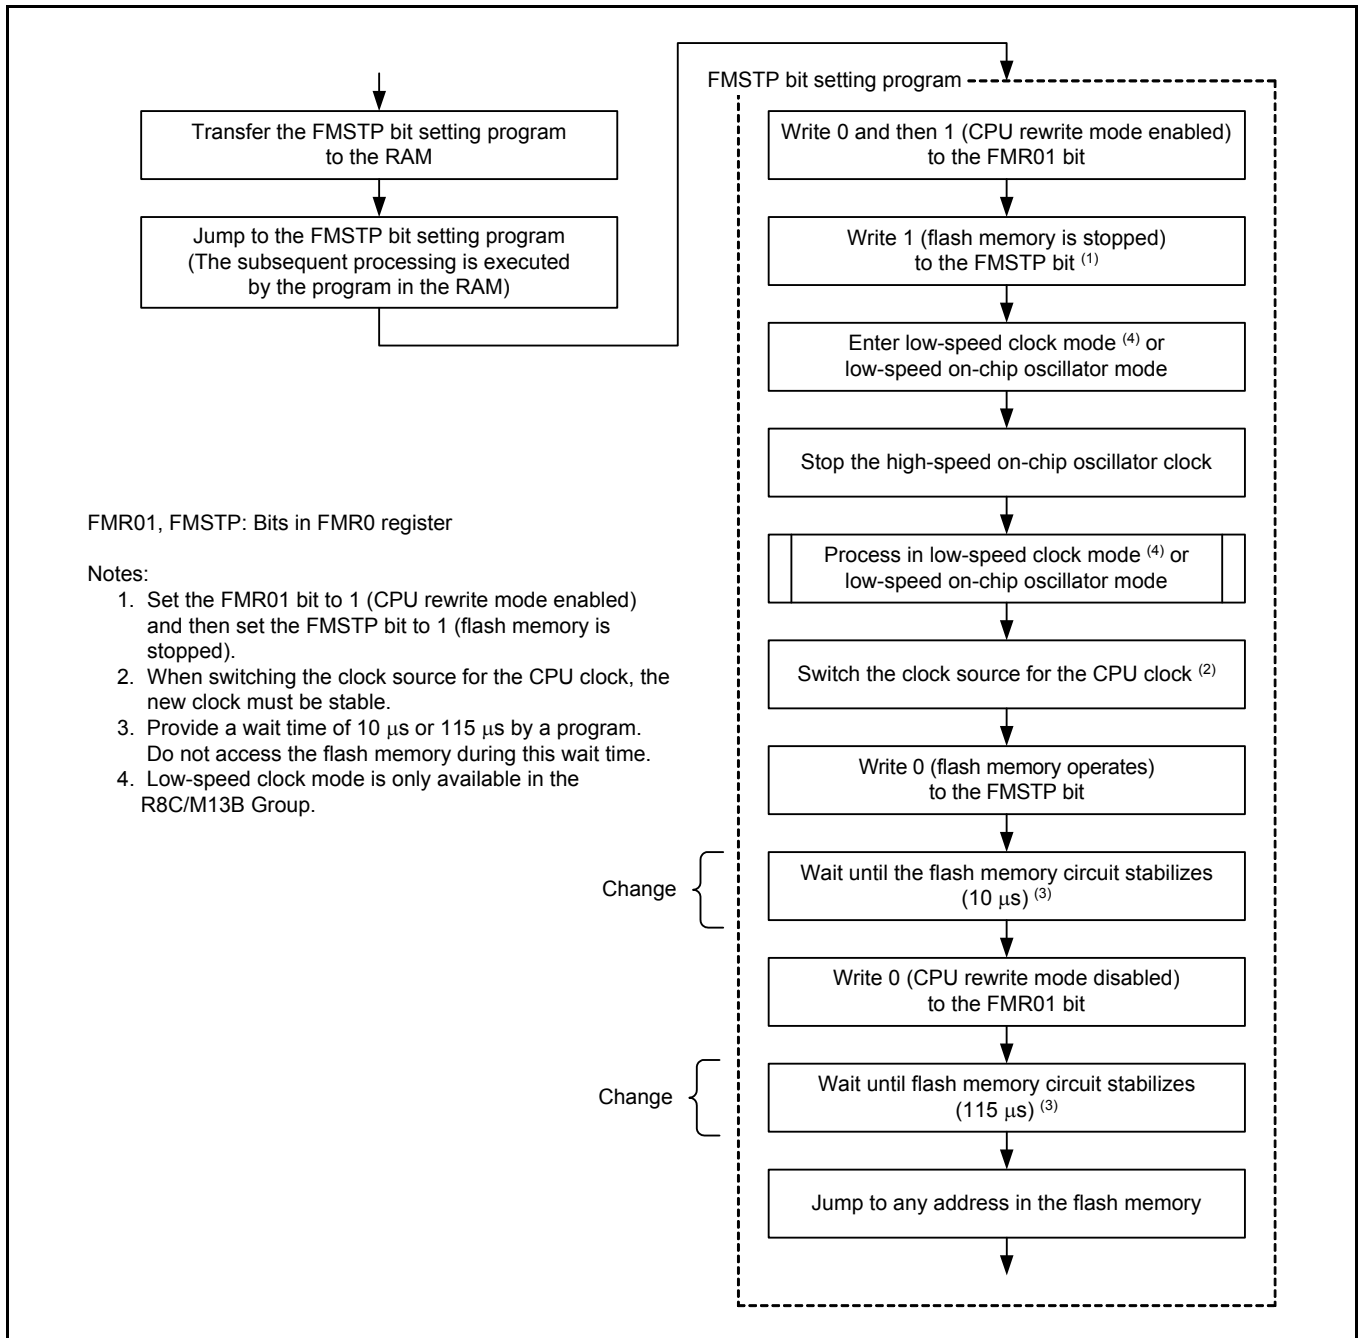 Transfer the FMSTP bit setting program
to the RAM
Jump to the FMSTP bit setting program
(The subsequent processing is executed
by the program in the RAM)
FMR01, FMSTP: Bits in FMR0 register
Notes:
1. Set the FMR01 bit to 1 (CPU rewrite mode enabled)
and then set the FMSTP bit to 1 (flash memory is
stopped).
2. When switching the clock source for the CPU clock, the
new clock must be stable.
3. Provide a wait time of 10 μs or 115 μs by a program.
Do not access the flash memory during this wait time.
4. Low-speed clock mode is only available in the
R8C/M13B Group.
FMSTP bit setting program
Write 0 and then 1 (CPU rewrite mode enabled)
to the FMR01 bit
Write 1 (flash memory is stopped)
to the FMSTP bit (1)
Enter low-speed clock mode (4) or
low-speed on-chip oscillator mode
Stop the high-speed on-chip oscillator clock
Process in low-speed clock mode (4) or
low-speed on-chip oscillator mode
Switch the clock source for the CPU clock (2)
Write 0 (flash memory operates)
to the FMSTP bit
Change
Wait until the flash memory circuit stabilizes
(10 μs) (3)
Write 0 (CPU rewrite mode disabled)
to the FMR01 bit
Change
Wait until flash memory circuit stabilizes
(115 μs) (3)
Jump to any address in the flash memory